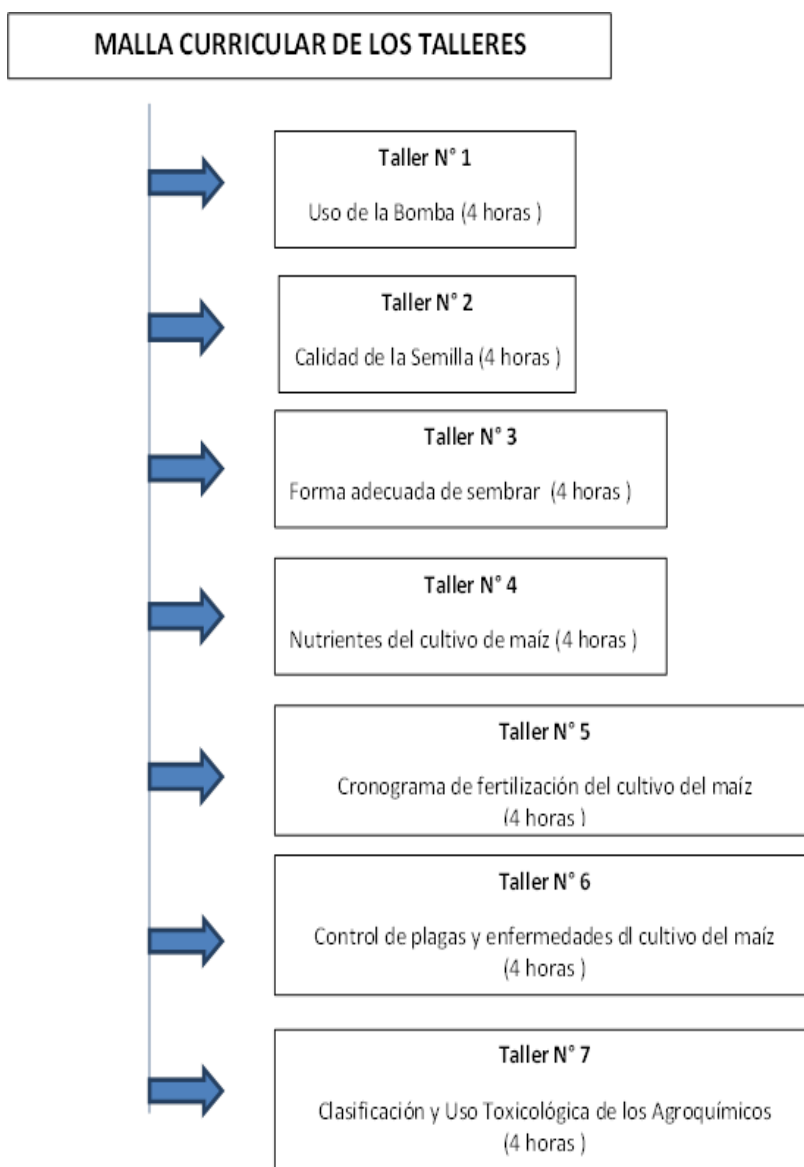 MALLA CURRICULAR DE LOS TALLERES
Taller N° 1
Uso de la Bomba (4 horas )
Taller N° 2
Calidad de la Semilla (4 horas )
Taller N° 3
Forma adecuada de sembrar (4 horas )
Taller N° 4
Nutrientes del cultivo de maíz (4 horas )
Taller N° 5
Cronograma de fertilización del cultivo del maíz
(4 horas )
Taller N° 6
Control de plagas y enfermedades dl cultivo del maíz
(4 horas )
Taller N° 7
Clasificación y Uso Toxicológica de los Agroquímicos
(4 horas )